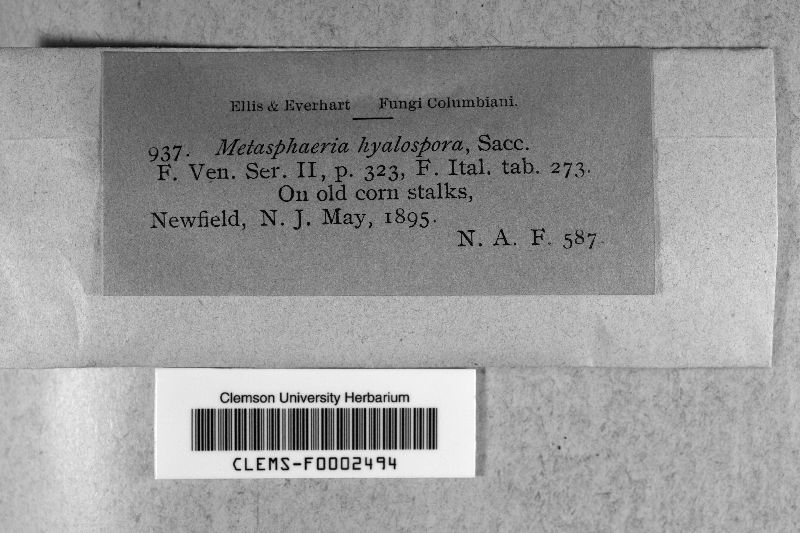 Ellis & Everhart — Fungi Columbiani.
937. Metasphaeria hyalospora, Sacc.
F. Ven. Ser. II, p. 323, F. Ital. tab. 273.
On old corn stalks,
Newfield, N. J. May, 1895.
N. A. F. 587.
Clemson University Herbarium
CLEMS-F0002494